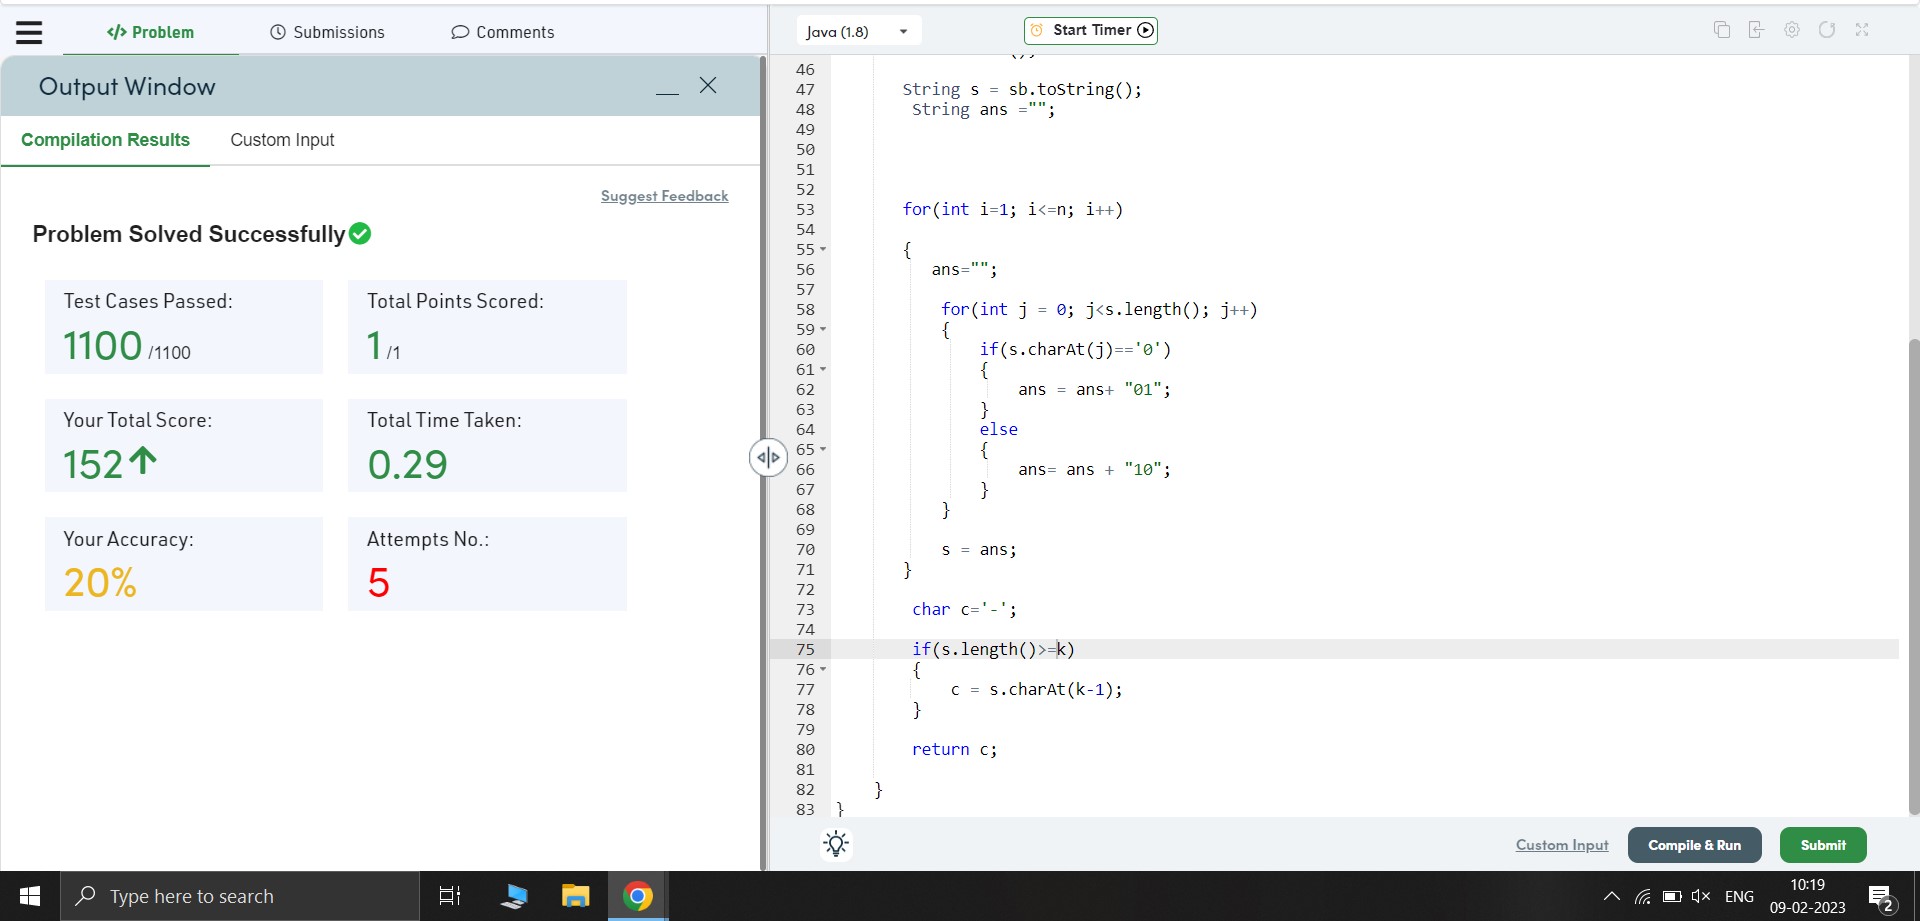 Problem
Submissions
Comments
Output Window
Compilation Results
Custom Input
Suggest Feedback
Problem Solved Successfully
Test Cases Passed:
1100 /1100
Total Points Scored:
1 /1
Your Total Score:
152
Total Time Taken:
0.29
Your Accuracy:
20%
Attempts No.:
5
Java (1.8)
Start Timer
46
47 String s = sb.toString();
48 String ans ="";
49
50
51
52
53 for(int i=1; i<=n; i++)
54
55 {
56 ans="";
57
58 for(int j = 0; j<s.length(); j++)
59 {
60 if(s.charAt(j)=='0')
61 {
62 ans = ans+ "01";
63 }
64 else
65 {
66 ans= ans + "10";
67 }
68 }
69
70 s = ans;
71 }
72
73 char c='-';
74
75 if(s.length()>=k)
76 {
77 c = s.charAt(k-1);
78 }
79
80 return c;
81
82 }
83 }
Custom Input
Compile & Run
Submit
Type here to search
ENG
10:19
09-02-2023
2